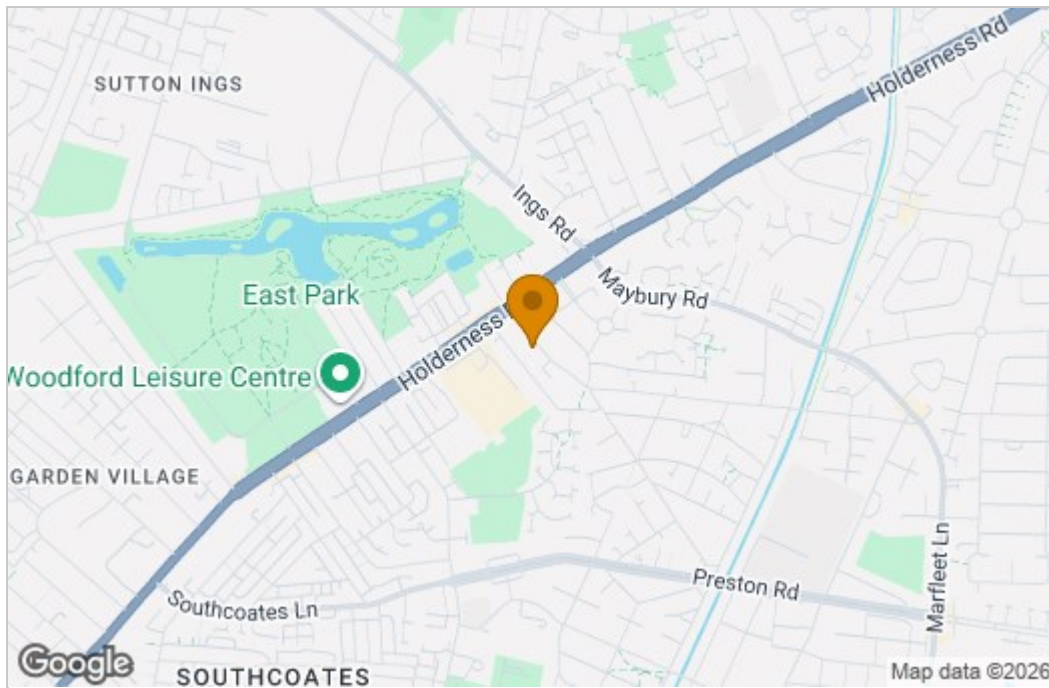 SUTTON INGS
Holderness Rd
Ings Rd
East Park
Maybury Rd
Holderness
Woodford Leisure Centre
GARDEN VILLAGE
Preston Rd
Marfleet Ln
Southcoates Ln
SOUTHCOATES
Google
Map data ©2026